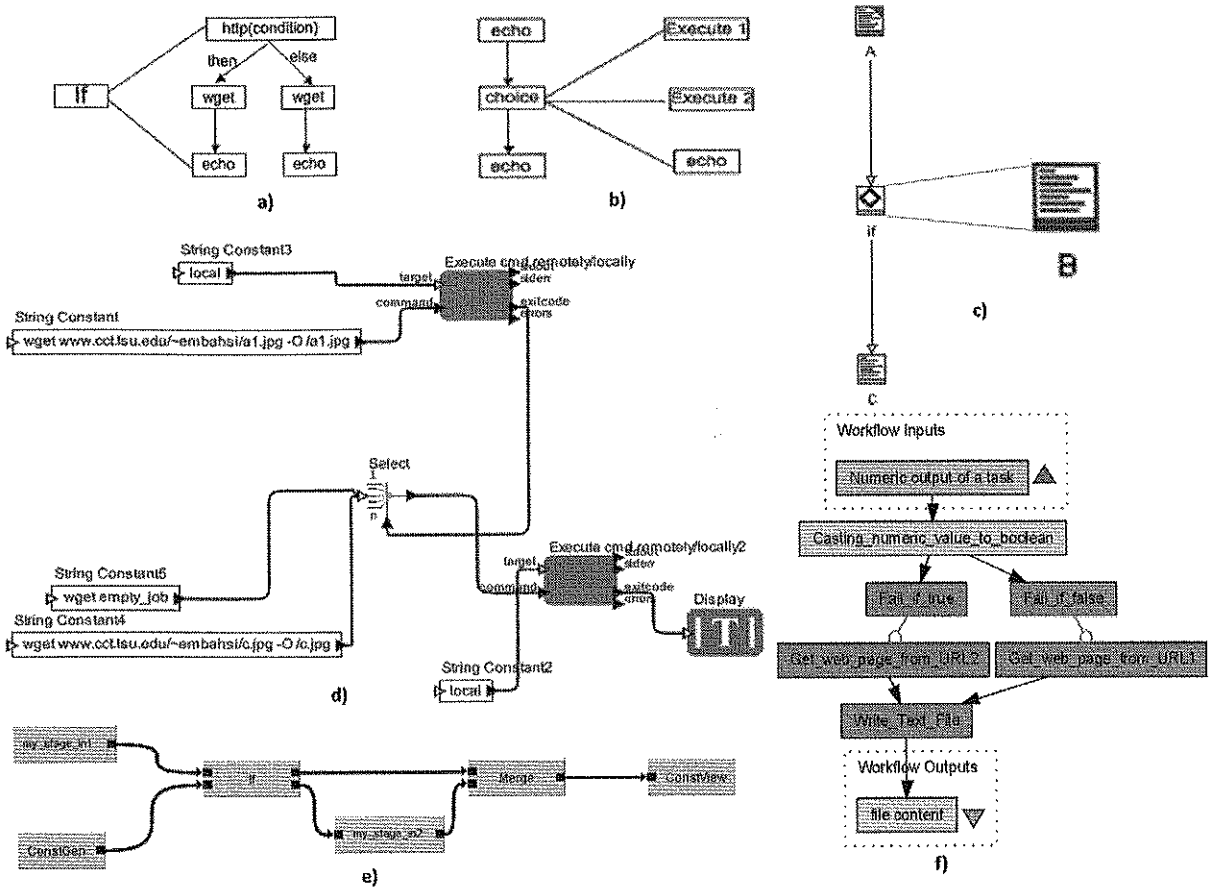 http(condition)
then
else
If
wget
wget
echo
echo
a)
echo
Execute 1
choice
Execute 2
echo
echo
b)
A
if
B
c)
C
String Constant3
local
target
Execute cmd remotely/locally
stderr
command
exitcode
errors
String Constant
wget www.cct.lsu.edu/~embahsi/a1.jpg -O /a1.jpg
Select
1
n
String Constant5
wget empty_job
String Constant4
wget www.cct.lsu.edu/~embahsi/c.jpg -O /c.jpg
Execute cmd remotely/locally2
target
stderr
command
exitcode
errors
Display
T
String Constant2
local
d)
my_stage_in1
If
Merge
ConstView
ConstGen
my_stage_in2
e)
Workflow Inputs
Numeric output of a task
Casting_numeric_value_to_boolean
Fail_if_true
Fail_if_false
Get_web_page_from_URL2
Get_web_page_from_URL1
Write_Text_File
Workflow Outputs
file content
f)